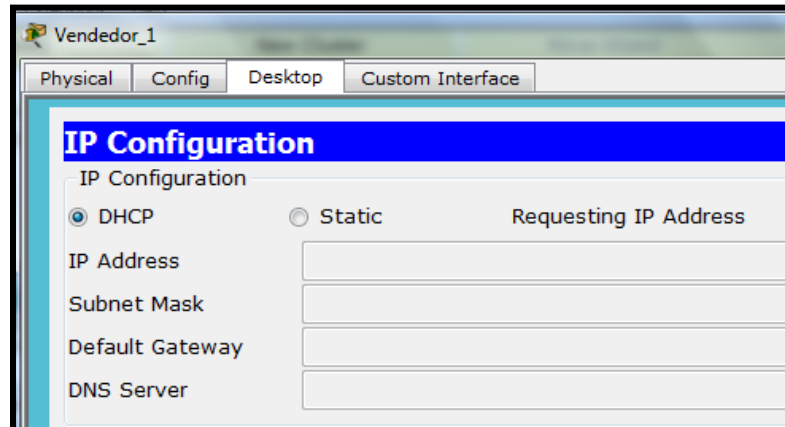 Vendedor_1
Physical Config Desktop Custom Interface
IP Configuration
IP Configuration
DHCP Static Requesting IP Address
IP Address
Subnet Mask
Default Gateway
DNS Server